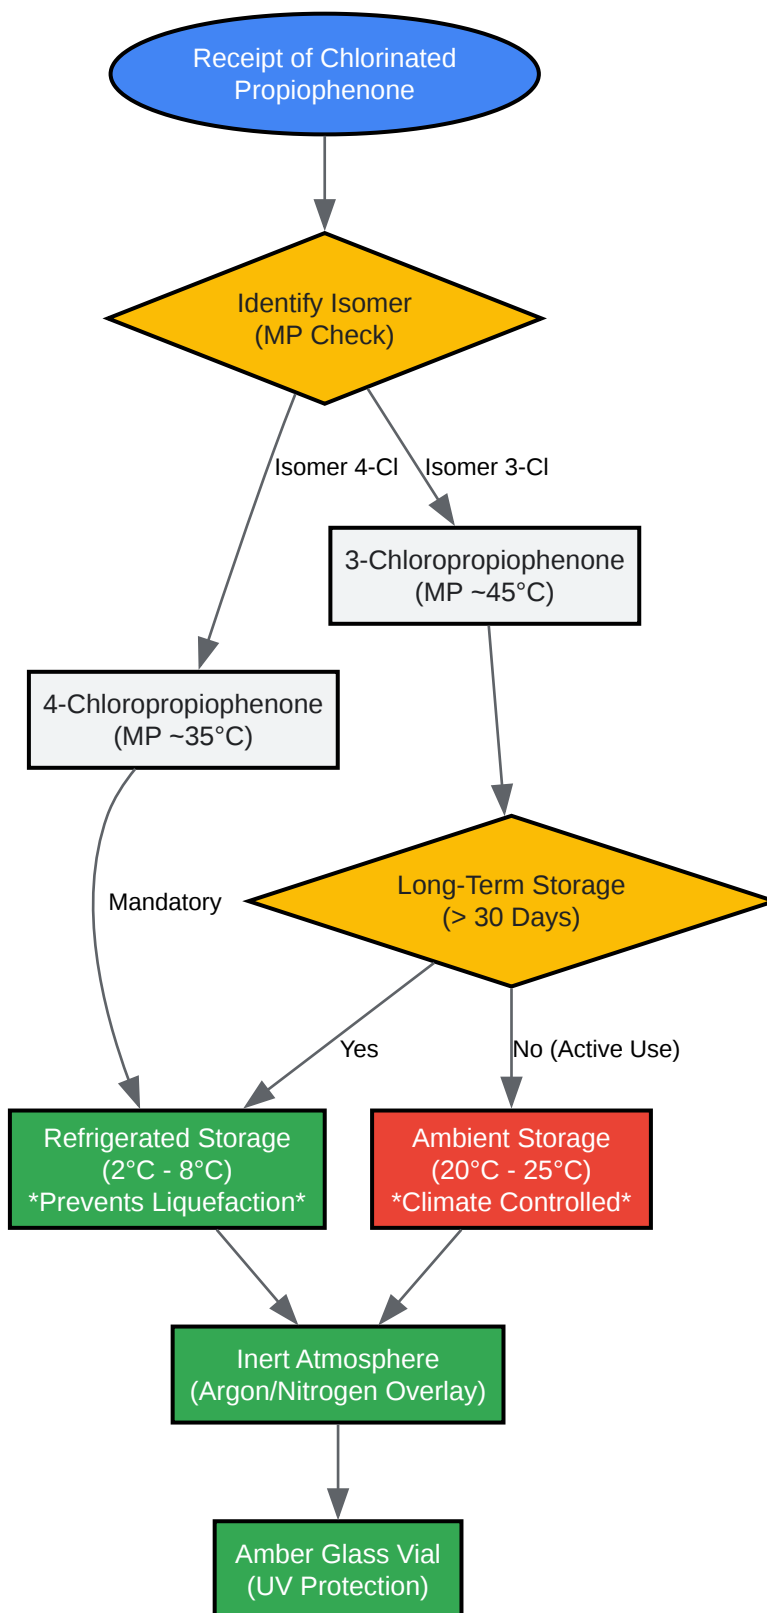 Receipt of Chlorinated
Propiophenone
Identify Isomer
(MP Check)
Isomer 4-Cl
Isomer 3-Cl
3-Chloropropiophenone
(MP ~45°C)
4-Chloropropiophenone
(MP ~35°C)
Long-Term Storage
(> 30 Days)
Mandatory
Yes
No (Active Use)
Refrigerated Storage
(2°C - 8°C)
*Prevents Liquefaction*
Ambient Storage
(20°C - 25°C)
*Climate Controlled*
Inert Atmosphere
(Argon/Nitrogen Overlay)
Amber Glass Vial
(UV Protection)